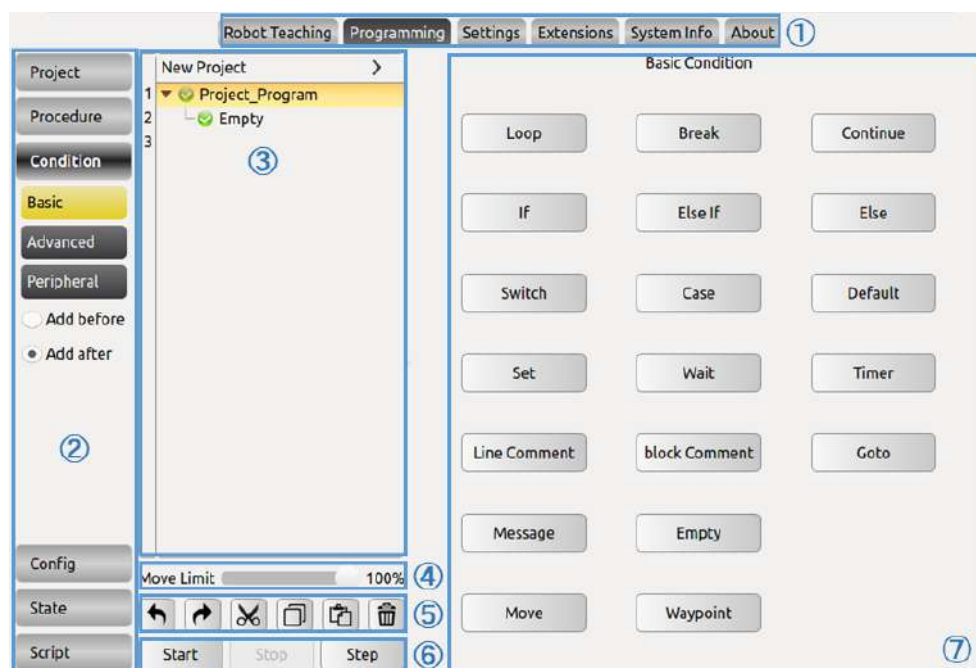 Robot Teaching Programming Settings Extensions System Info About ①
Project
Procedure
Condition
Basic
Advanced
Peripheral
Add before
Add after
②
Config
State
Script
New Project >
1 Project_Program
2 Empty
3
③
Move Limit 100% ④
⑤
Start Stop Step ⑥
Basic Condition
Loop Break Continue
If Else If Else
Switch Case Default
Set Wait Timer
Line Comment block Comment Goto
Message Empty
Move Waypoint
⑦